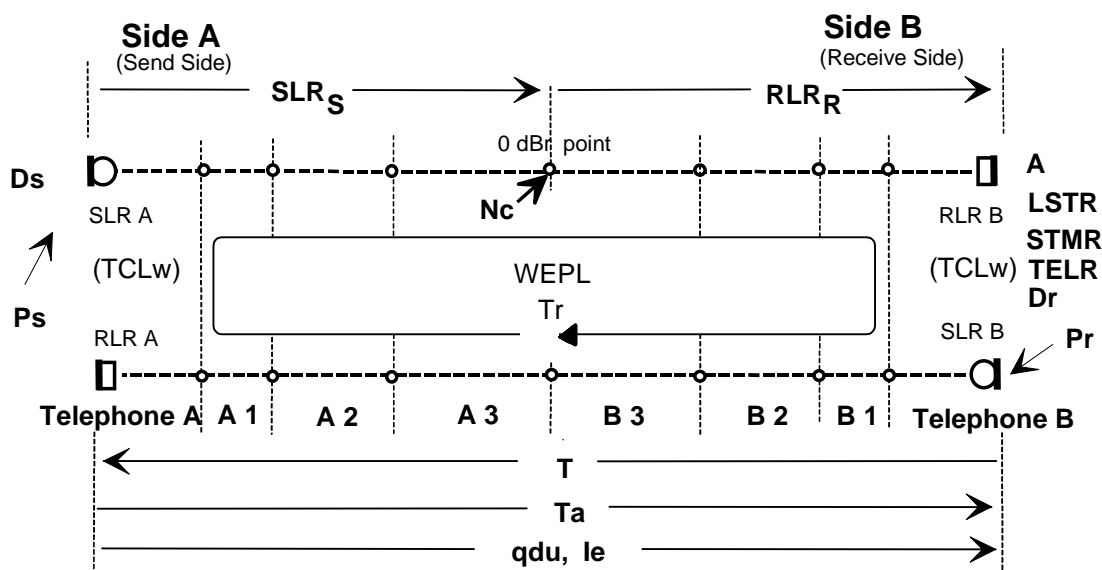 Side A
(Send Side)
Side B
(Receive Side)
SLRS
RLRR
0 dBr point
Ds
Nc
A
SLR A
RLR B
LSTR
STMR
(TCLw)
WEPL
(TCLw)
TELR
Tr
Dr
Ps
RLR A
SLR B
Pr
Telephone A
A 1
A 2
A 3
B 3
B 2
B 1
Telephone B
T
Ta
qdu, Ie